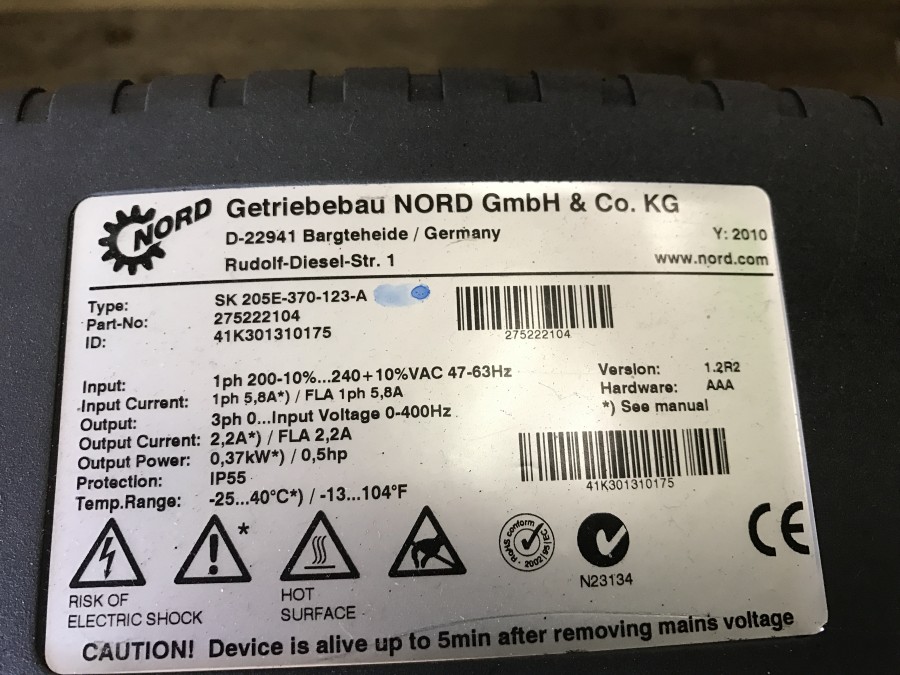 NORD
Getriebebau NORD GmbH & Co. KG
D-22941 Bargteheide / Germany
Y: 2010
Rudolf-Diesel-Str. 1
www.nord.com
Type: SK 205E-370-123-A
Part-No: 275222104
ID: 41K301310175
275222104
Input: 1ph 200-10%...240+10%VAC 47-63Hz
Input Current: 1ph 5,8A*) / FLA 1ph 5,8A
Output: 3ph 0...Input Voltage 0-400Hz
Output Current: 2,2A*) / FLA 2,2A
Output Power: 0,37kW*) / 0,5hp
Protection: IP55
Temp.Range: -25...40°C*) / -13...104°F
Version: 1.2R2
Hardware: AAA
*) See manual
41K301310175
*
RoHS conform
2002/95/EC
N23134
CE
RISK OF
ELECTRIC SHOCK
HOT
SURFACE
CAUTION! Device is alive up to 5min after removing mains voltage